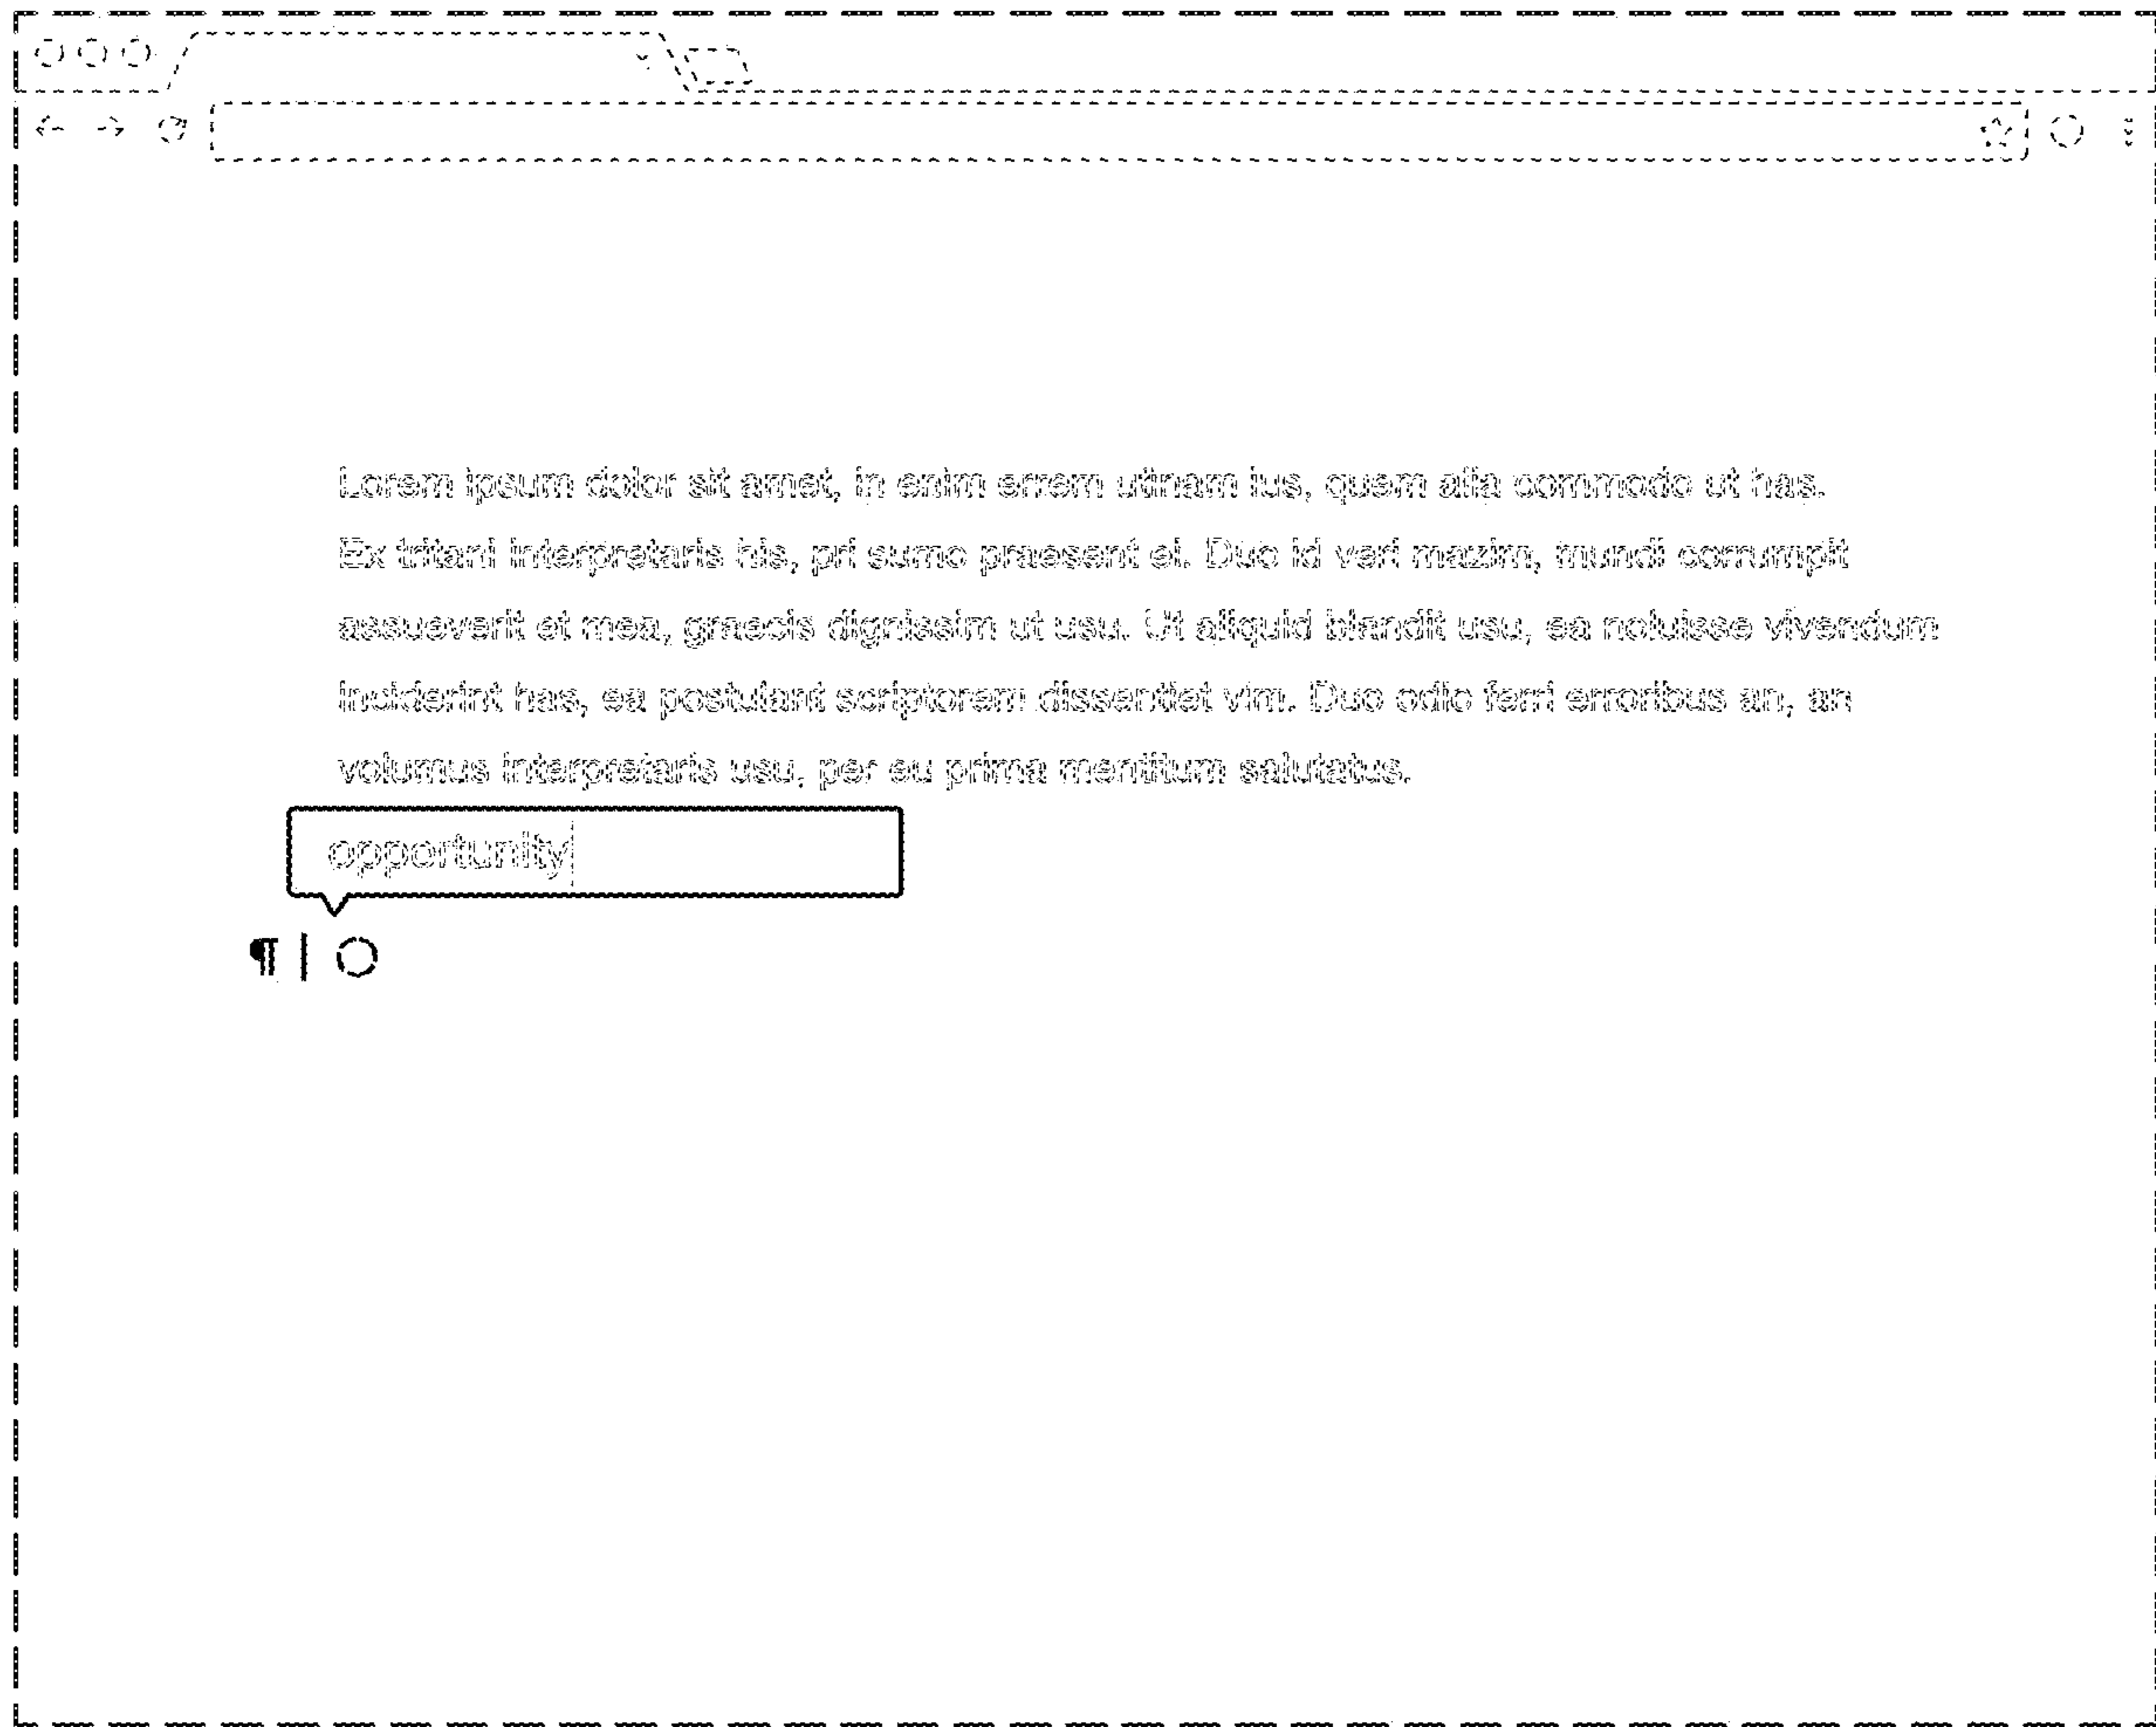 Lorem ipsum dolor sit amet, in enim errem utinam ius, quem alia commodo ut has.
Ex tritani interpretaris his, pri sumo praesent ei. Duo id veri mazim, mundi corrumpit
assueverit et mea, graecis dignissim ut usu. Ut aliquid blandit usu, ea noluisse vivendum
inciderint has, ea postulant scriptorem dissentiet vim. Duo odio ferri erroribus an, an
volumus interpretaris usu, per eu prima mentitum salutatus.
opportunity
¶